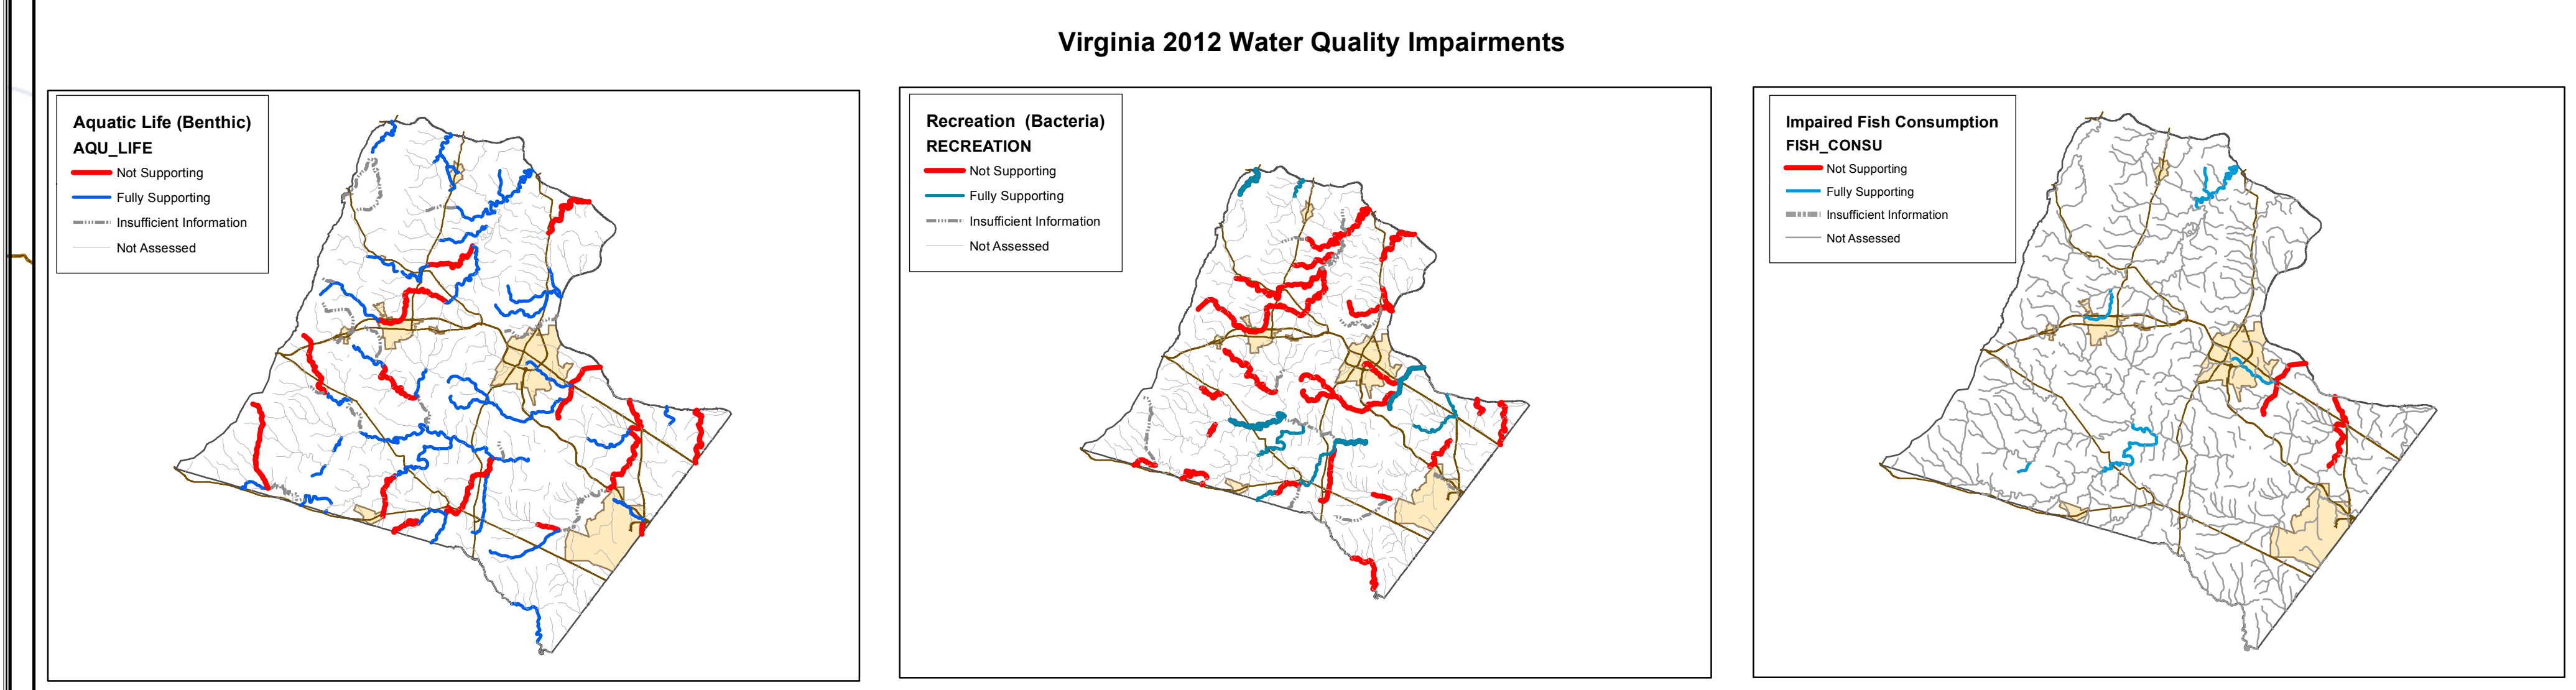 Virginia 2012 Water Quality Impairments
Aquatic Life (Benthic)
AQU_LIFE
Not Supporting
Fully Supporting
Insufficient Information
Not Assessed
Recreation (Bacteria)
RECREATION
Not Supporting
Fully Supporting
Insufficient Information
Not Assessed
Impaired Fish Consumption
FISH_CONSU
Not Supporting
Fully Supporting
Insufficient Information
Not Assessed